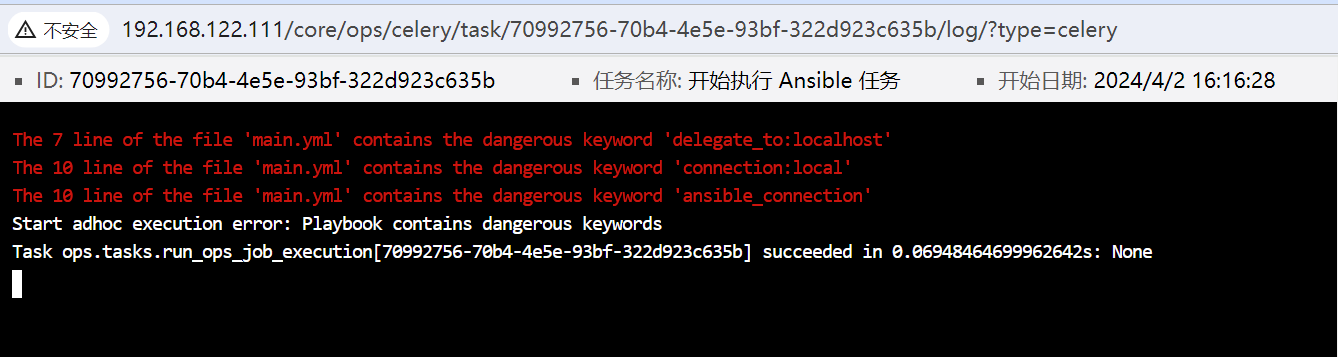 不安全 192.168.122.111/core/ops/celery/task/70992756-70b4-4e5e-93bf-322d923c635b/log/?type=celery
ID: 70992756-70b4-4e5e-93bf-322d923c635b 任务名称: 开始执行 Ansible 任务 开始日期: 2024/4/2 16:16:28
The 7 line of the file 'main.yml' contains the dangerous keyword 'delegate_to:localhost'
The 10 line of the file 'main.yml' contains the dangerous keyword 'connection:local'
The 10 line of the file 'main.yml' contains the dangerous keyword 'ansible_connection'
Start adhoc execution error: Playbook contains dangerous keywords
Task ops.tasks.run_ops_job_execution[70992756-70b4-4e5e-93bf-322d923c635b] succeeded in 0.06948464699962642s: None